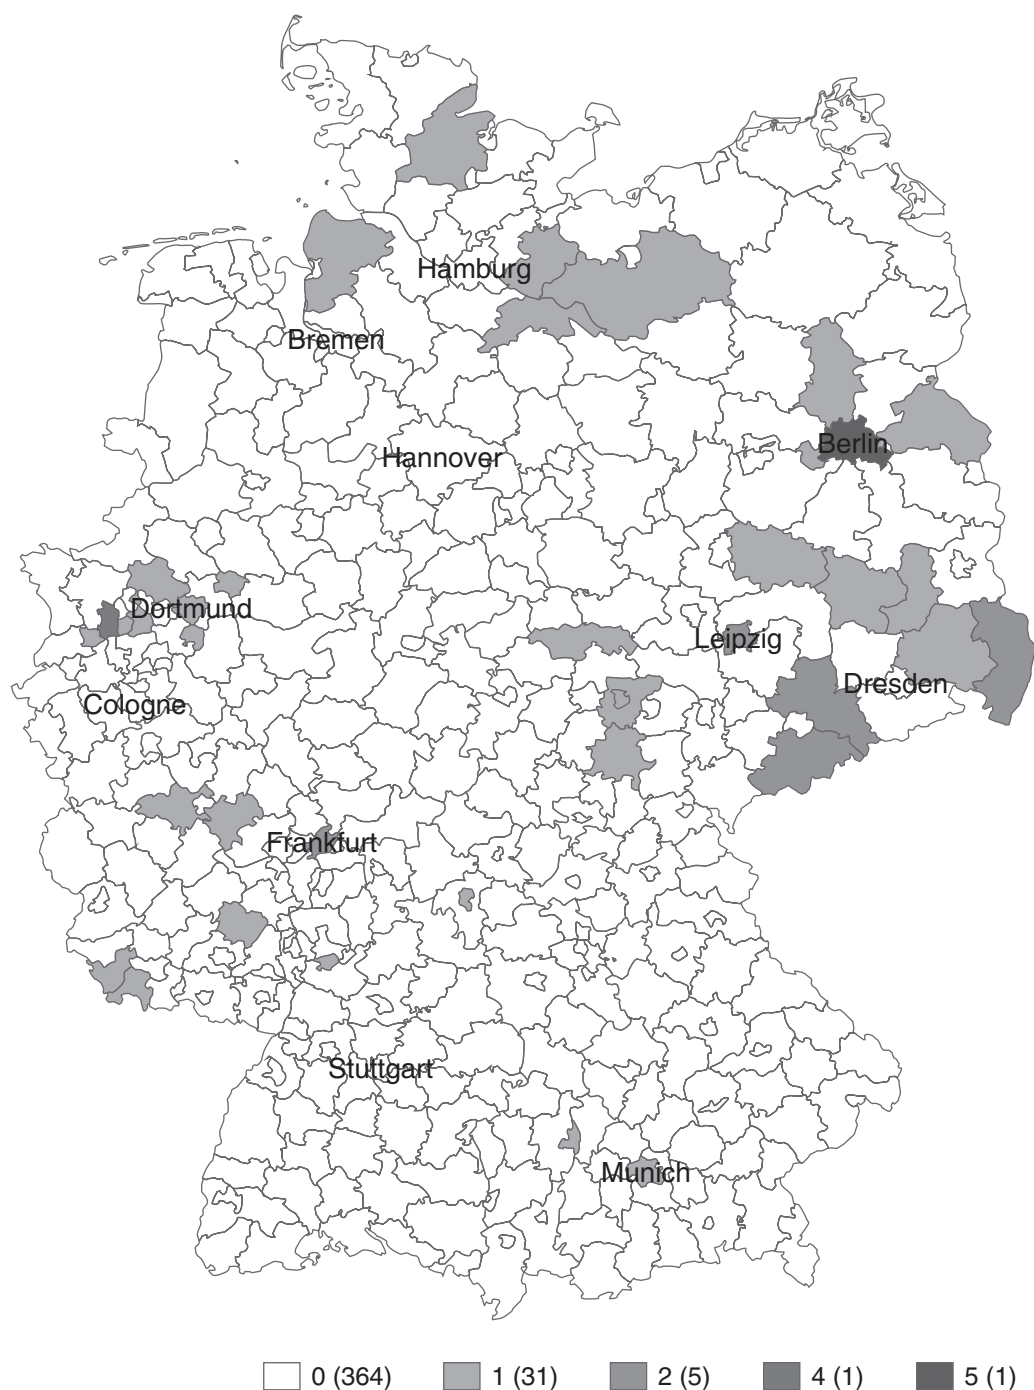 Hamburg
Bremen
Berlin
Hannover
Dortmund
Leipzig
Dresden
Cologne
Frankfurt
Stuttgart
Munich
0 (364) 1 (31) 2 (5) 4 (1) 5 (1)